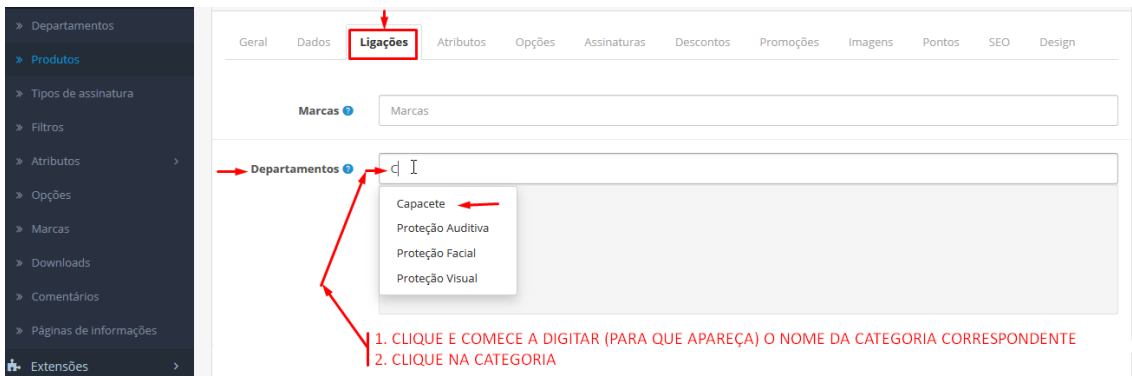 Departamentos
Produtos
Tipos de assinatura
Filtros
Atributos
Opções
Marcas
Downloads
Comentários
Páginas de informações
Extensões
Geral Dados Ligações Atributos Opções Assinaturas Descontos Promoções Imagens Pontos SEO Design
Marcas Marcas
Departamentos C
Capacete
Proteção Auditiva
Proteção Facial
Proteção Visual
1. CLIQUE E COMECE A DIGITAR (PARA QUE APAREÇA) O NOME DA CATEGORIA CORRESPONDENTE
2. CLIQUE NA CATEGORIA